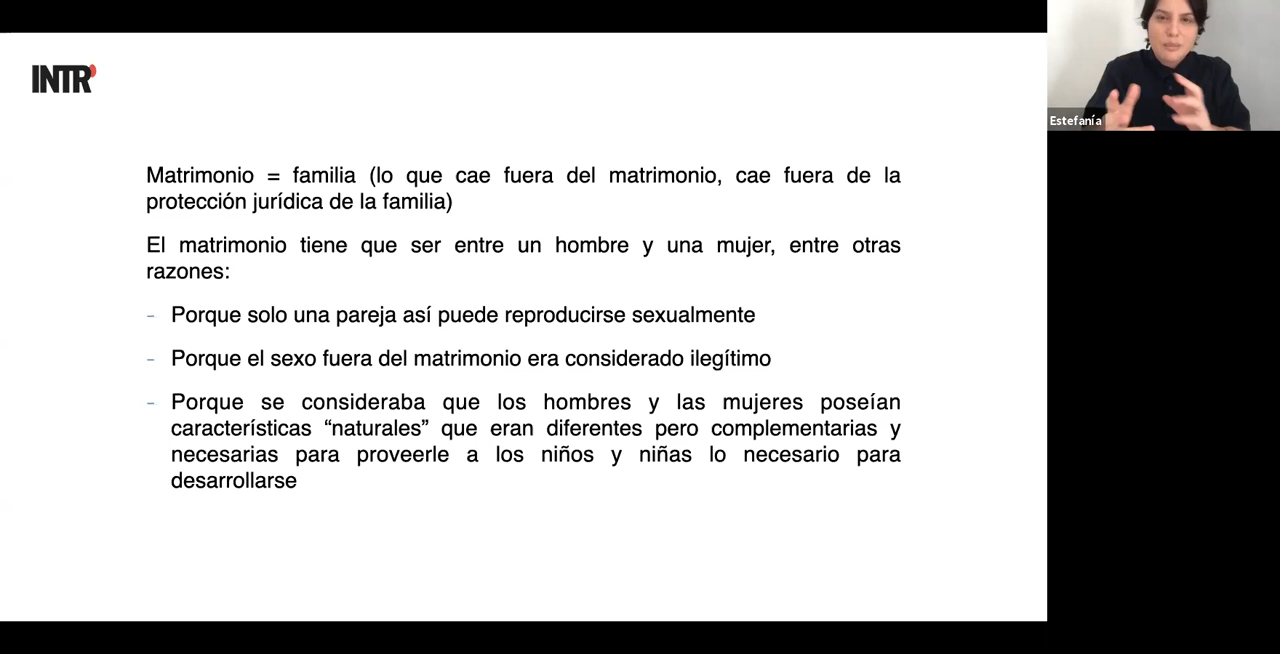 INTR'
Estefanía
Matrimonio = familia (lo que cae fuera del matrimonio, cae fuera de la
protección jurídica de la familia)
El matrimonio tiene que ser entre un hombre y una mujer, entre otras
razones:
- Porque solo una pareja así puede reproducirse sexualmente
- Porque el sexo fuera del matrimonio era considerado ilegítimo
- Porque se consideraba que los hombres y las mujeres poseían
características “naturales” que eran diferentes pero complementarias y
necesarias para proveerle a los niños y niñas lo necesario para
desarrollarse